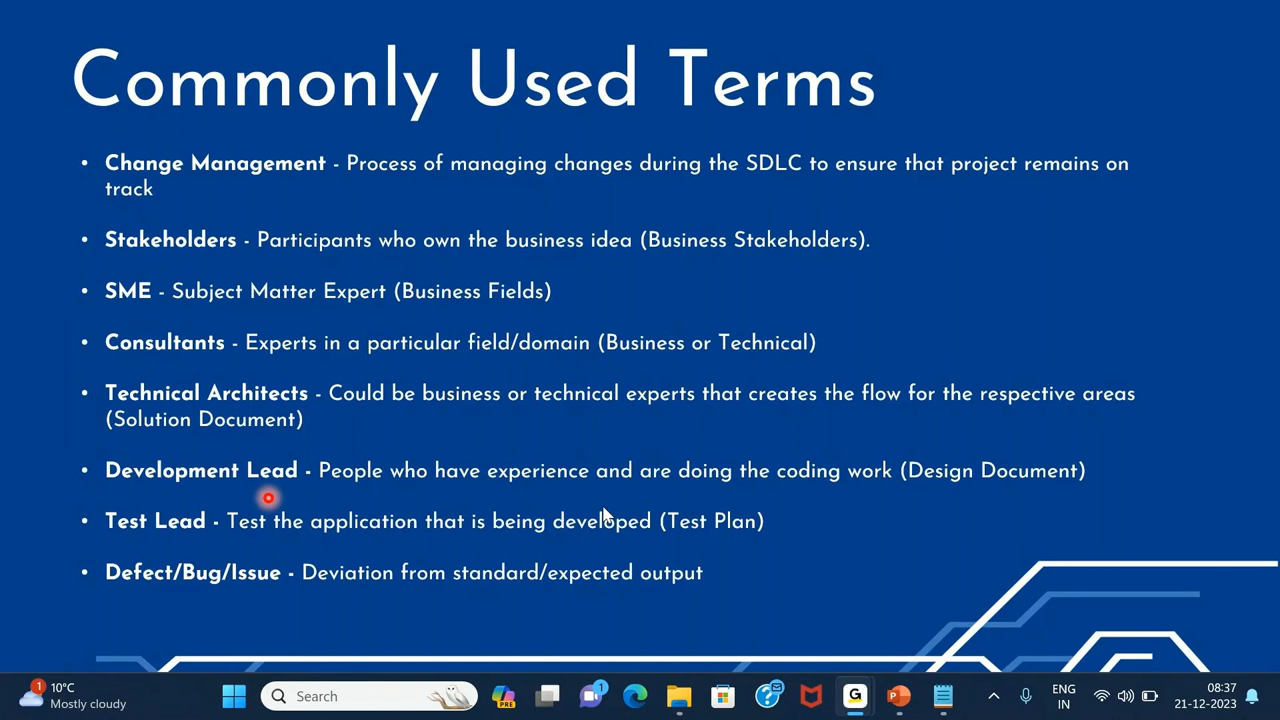 Commonly Used Terms
• Change Management - Process of managing changes during the SDLC to ensure that project remains on
track
• Stakeholders - Participants who own the business idea (Business Stakeholders).
• SME - Subject Matter Expert (Business Fields)
• Consultants - Experts in a particular field/domain (Business or Technical)
• Technical Architects - Could be business or technical experts that creates the flow for the respective areas
(Solution Document)
• Development Lead - People who have experience and are doing the coding work (Design Document)
• Test Lead - Test the application that is being developed (Test Plan)
• Defect/Bug/Issue - Deviation from standard/expected output
1
10°C
Mostly cloudy
Search
PRE
1
G
P
ENG
IN
08:37
21-12-2023